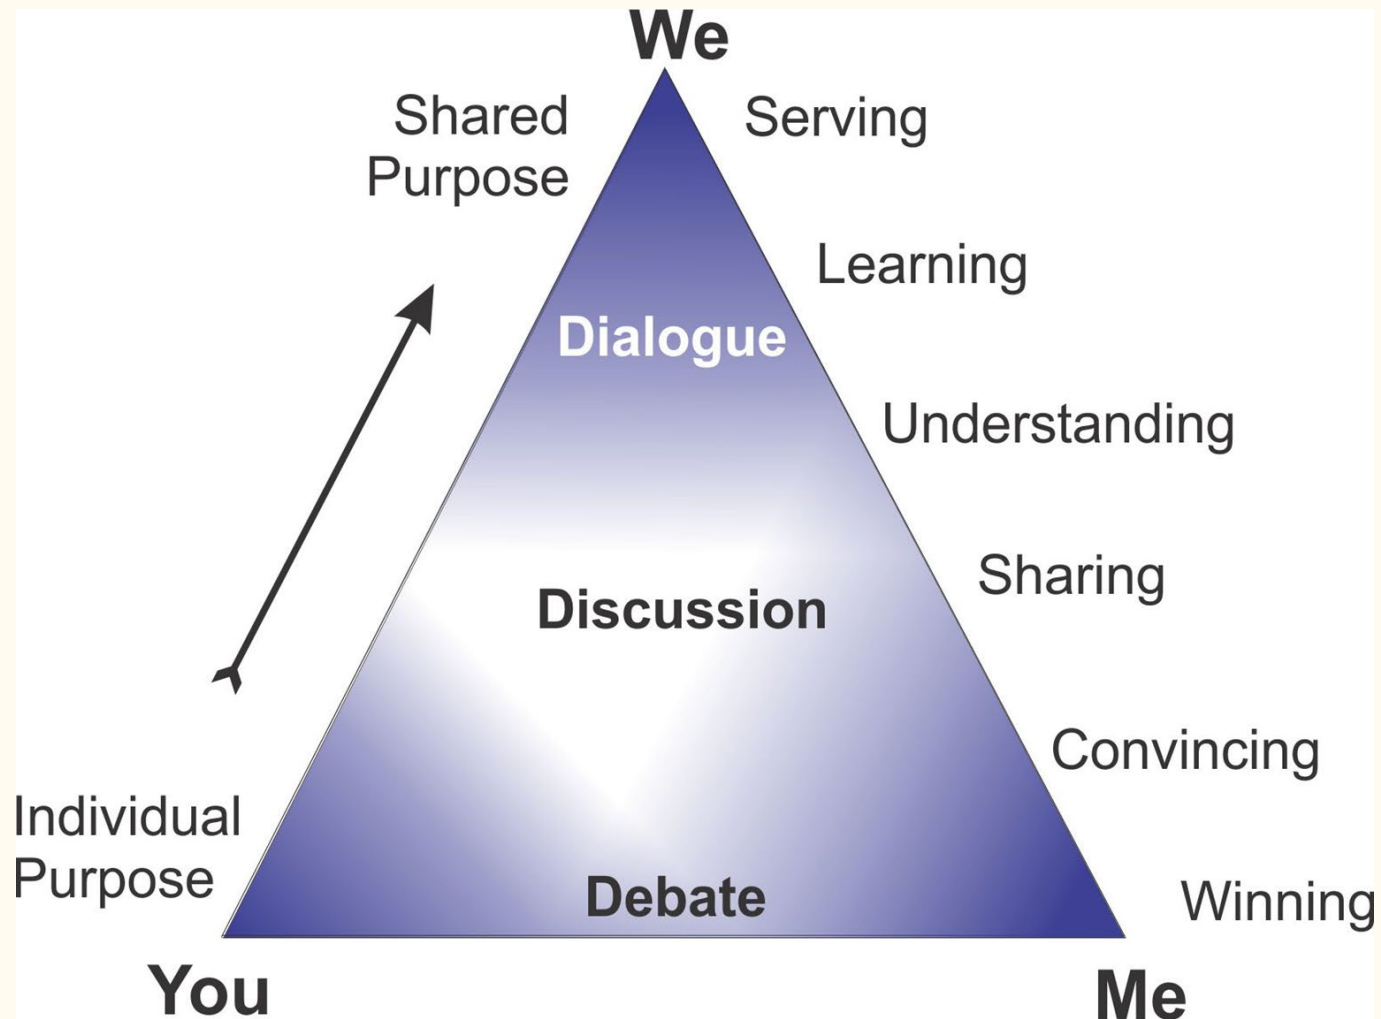 We
Shared
Purpose
Serving
Learning
Dialogue
Understanding
Sharing
Discussion
Convincing
Individual
Purpose
Debate
Winning
You
Me